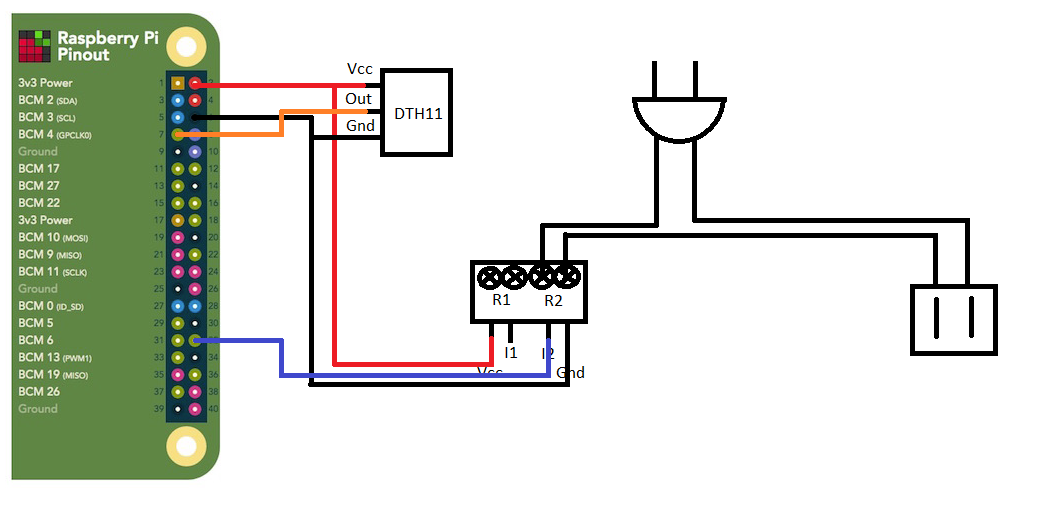 Raspberry Pi
Pinout
3v3 Power 1 2
BCM 2 (SDA) 3 4
BCM 3 (SCL) 5
BCM 4 (GPCLK0) 7
Ground 9 10
BCM 17 11 12
BCM 27 13 14
BCM 22 15 16
3v3 Power 17 18
BCM 10 (MOSI) 19 20
BCM 9 (MISO) 21 22
BCM 11 (SCLK) 23 24
Ground 25 26
BCM 0 (ID_SD) 27 28
BCM 5 29 30
BCM 6 31
BCM 13 (PWM1) 33 34
BCM 19 (MISO) 35 36
BCM 26 37 38
Ground 39 40
Vcc
Out
Gnd
DTH11
R1 R2
I1 I2
Vcc Gnd